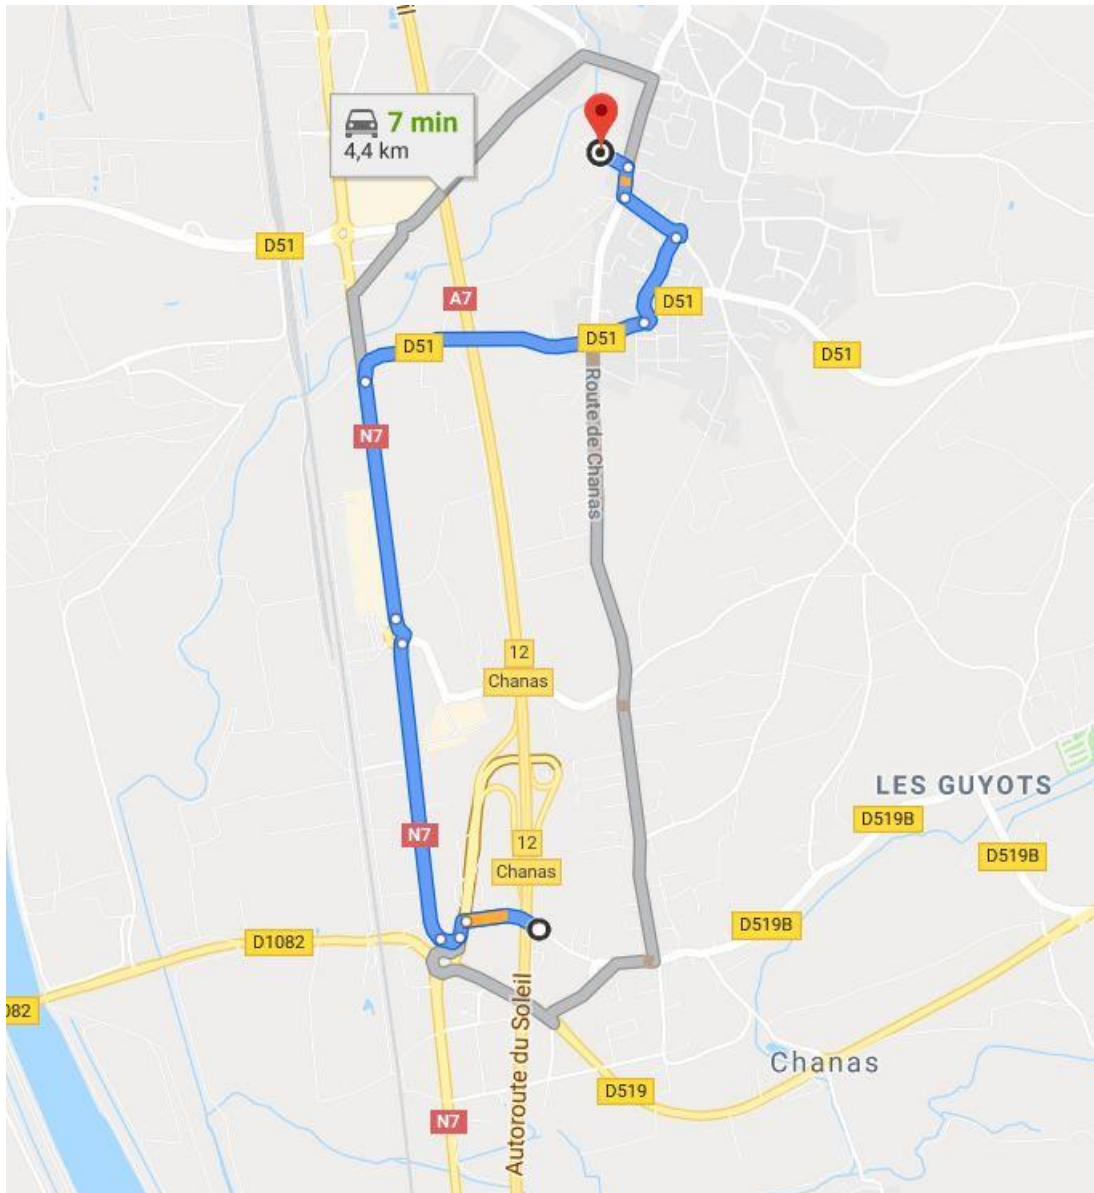 7 min
4,4 km
D51
A7
D51
D51
D51
D51
N7
Route de Chanas
12
Chanas
LES GUYOTS
D519B
N7
12
Chanas
D519B
D519B
D1082
082
Autoroute du Soleil
Chanas
D519
N7